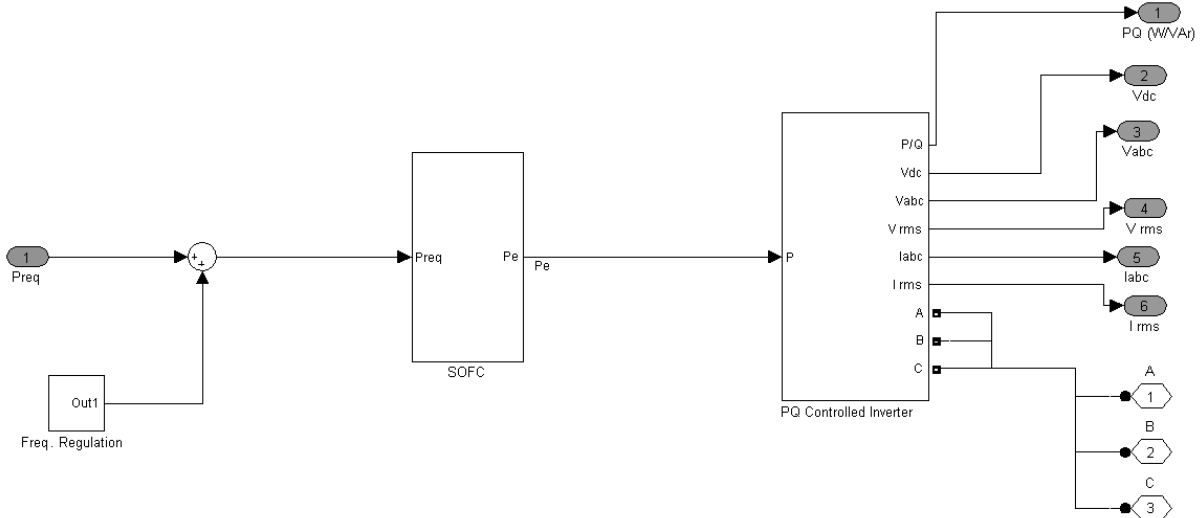 1
Preq
+
+
Out1
Freq. Regulation
Preq
Pe
SOFC
Pe
P
P/Q
Vdc
Vabc
V rms
Iabc
I rms
A
B
C
PQ Controlled Inverter
1
PQ (W/VAr)
2
Vdc
3
Vabc
4
V rms
5
Iabc
6
I rms
A
1
B
2
C
3